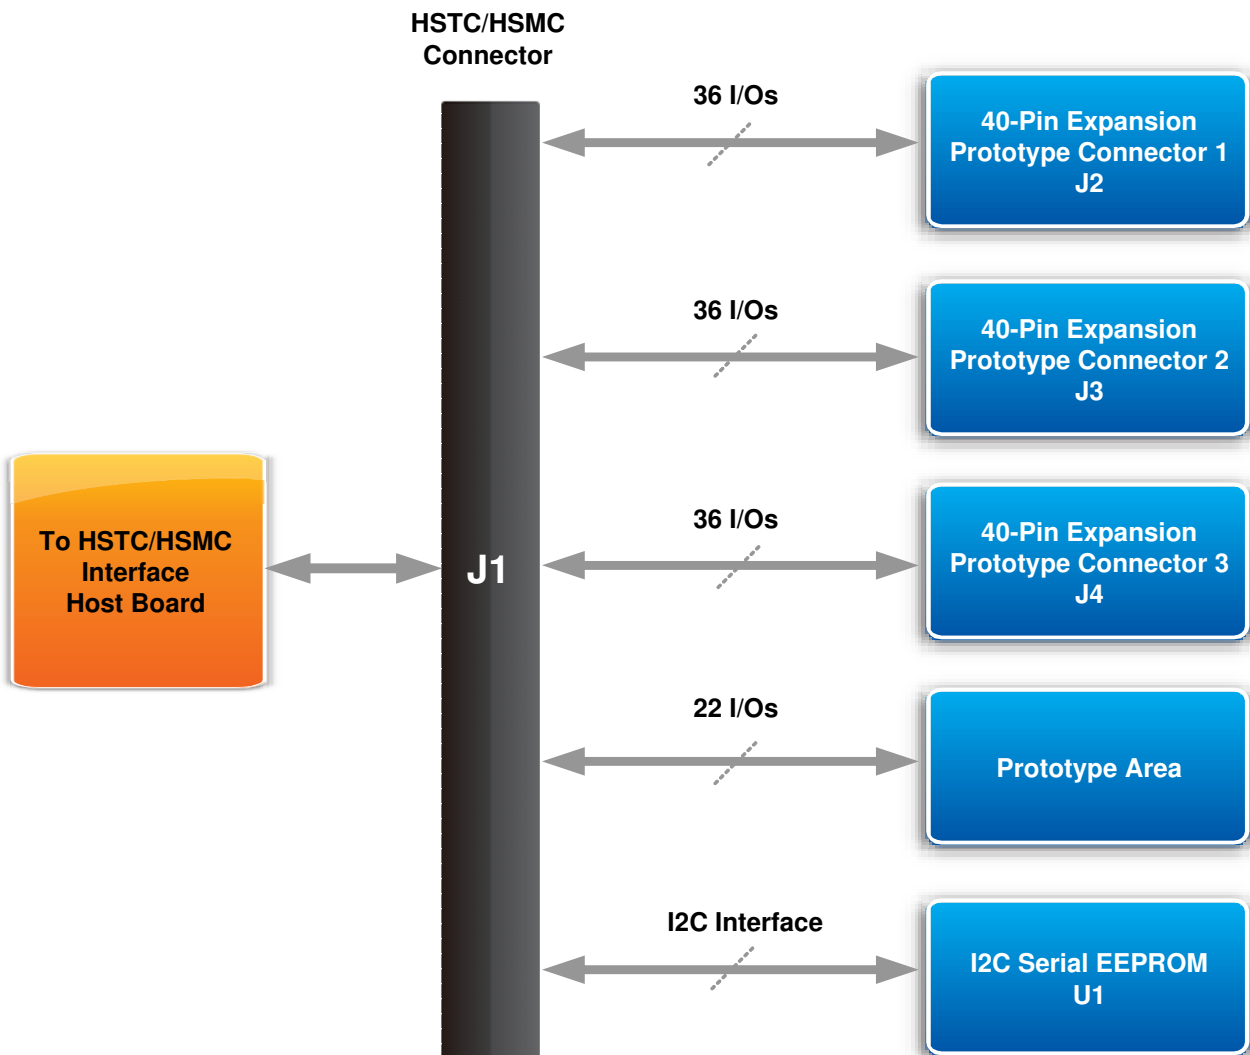 HSTC/HSMC
Connector
36 I/Os
40-Pin Expansion
Prototype Connector 1
J2
36 I/Os
40-Pin Expansion
Prototype Connector 2
J3
To HSTC/HSMC
Interface
Host Board
J1
36 I/Os
40-Pin Expansion
Prototype Connector 3
J4
22 I/Os
Prototype Area
I2C Interface
I2C Serial EEPROM
U1